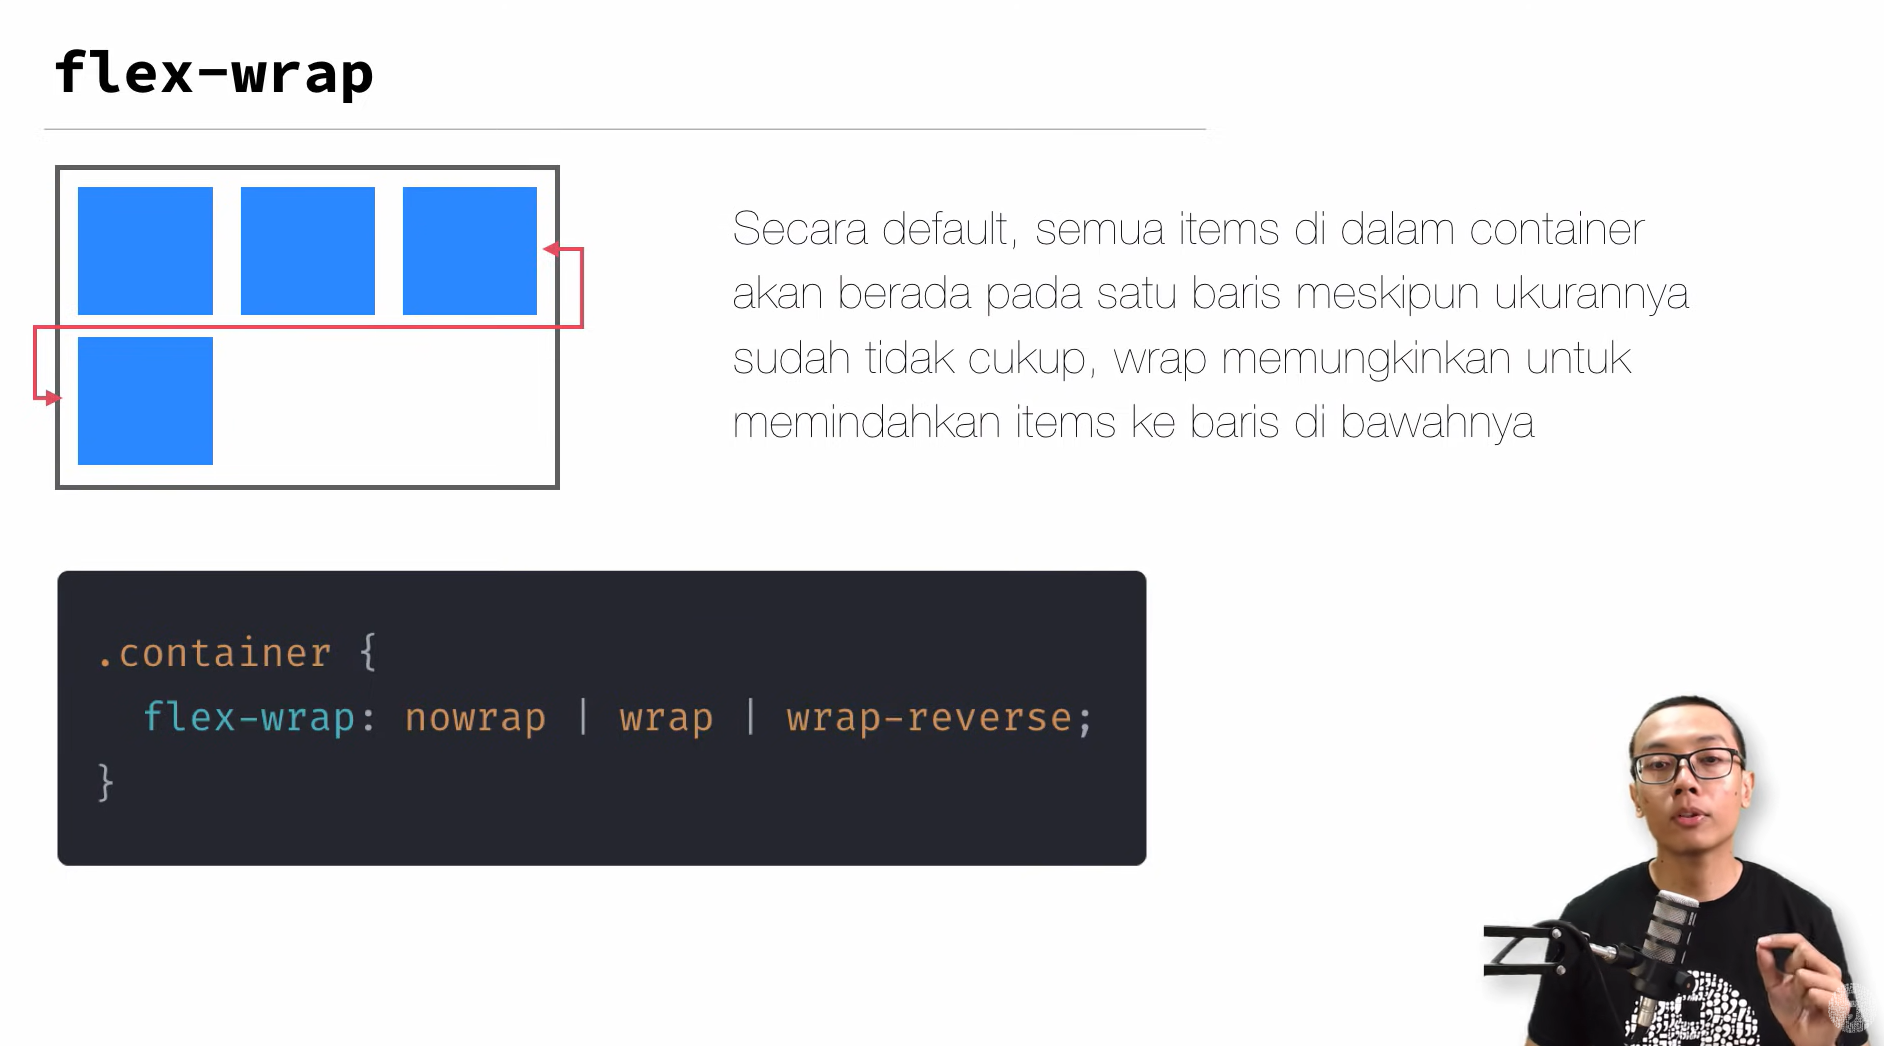 flex-wrap
Secara default, semua items di dalam container
akan berada pada satu baris meskipun ukurannya
sudah tidak cukup, wrap memungkinkan untuk
memindahkan items ke baris di bawahnya
.container {
flex-wrap: nowrap | wrap | wrap-reverse;
}